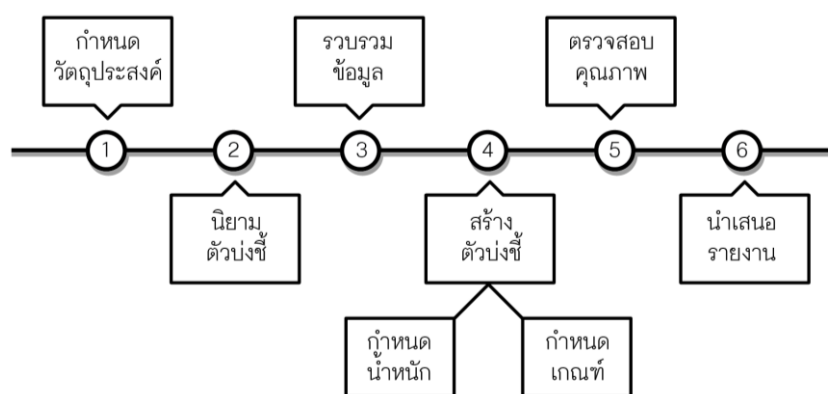 กำหนด
วัตถุประสงค์
รวบรวม
ข้อมูล
ตรวจสอบ
คุณภาพ
1
2
3
4
5
6
นิยาม
ตัวบ่งชี้
สร้าง
ตัวบ่งชี้
นำเสนอ
รายงาน
กำหนด
น้ำหนัก
กำหนด
เกณฑ์